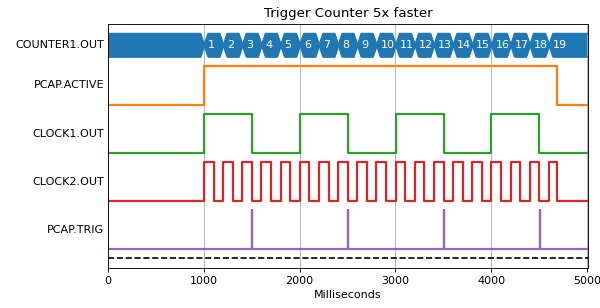 Trigger Counter 5x faster
COUNTER1.OUT 1 2 3 4 5 6 7 8 9 10 11 12 13 14 15 16 17 18 19
PCAP.ACTIVE
CLOCK1.OUT
CLOCK2.OUT
PCAP.TRIG
0 1000 2000 3000 4000 5000
Milliseconds